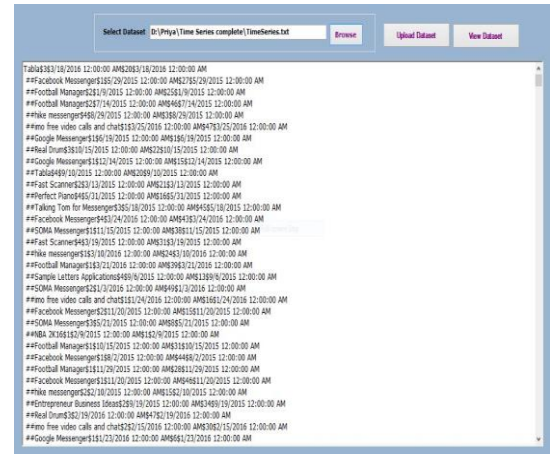 Select Dataset D:\Priya\Time Series complete\TimeSeries.txt Browse Upload Dataset View Dataset
Tabla$3$3/18/2016 12:00:00 AM$20$3/18/2016 12:00:00 AM
##Facebook Messenger$1$5/29/2015 12:00:00 AM$27$5/29/2015 12:00:00 AM
##Football Manager$2$1/9/2015 12:00:00 AM$25$1/9/2015 12:00:00 AM
##Football Manager$2$7/14/2015 12:00:00 AM$46$7/14/2015 12:00:00 AM
##hike messenger$4$8/29/2015 12:00:00 AM$3$8/29/2015 12:00:00 AM
##imo free video calls and chat$1$3/25/2016 12:00:00 AM$47$3/25/2016 12:00:00 AM
##Google Messenger$1$6/19/2015 12:00:00 AM$1$6/19/2015 12:00:00 AM
##Real Drum$3$10/15/2015 12:00:00 AM$22$10/15/2015 12:00:00 AM
##Google Messenger$1$12/14/2015 12:00:00 AM$15$12/14/2015 12:00:00 AM
##Tabla$4$9/10/2015 12:00:00 AM$20$9/10/2015 12:00:00 AM
##Fast Scanner$2$3/13/2015 12:00:00 AM$21$3/13/2015 12:00:00 AM
##Perfect Piano$4$5/31/2015 12:00:00 AM$16$5/31/2015 12:00:00 AM
##Talking Tom for Messenger$3$5/18/2015 12:00:00 AM$45$5/18/2015 12:00:00 AM
##Facebook Messenger$4$3/24/2016 12:00:00 AM$43$3/24/2016 12:00:00 AM
##SOMA Messenger$1$11/15/2015 12:00:00 AM$38$11/15/2015 12:00:00 AM
##Fast Scanner$4$3/19/2015 12:00:00 AM$31$3/19/2015 12:00:00 AM
##hike messenger$1$3/10/2016 12:00:00 AM$24$3/10/2016 12:00:00 AM
##Football Manager$1$3/21/2016 12:00:00 AM$39$3/21/2016 12:00:00 AM
##Sample Letters Applications$4$9/6/2015 12:00:00 AM$13$9/6/2015 12:00:00 AM
##SOMA Messenger$2$1/3/2016 12:00:00 AM$49$1/3/2016 12:00:00 AM
##imo free video calls and chat$1$1/24/2016 12:00:00 AM$16$1/24/2016 12:00:00 AM
##Facebook Messenger$2$11/20/2015 12:00:00 AM$15$11/20/2015 12:00:00 AM
##SOMA Messenger$3$5/21/2015 12:00:00 AM$8$5/21/2015 12:00:00 AM
##NBA 2K16$1$2/9/2015 12:00:00 AM$1$2/9/2015 12:00:00 AM
##Football Manager$1$10/15/2015 12:00:00 AM$31$10/15/2015 12:00:00 AM
##Facebook Messenger$1$8/2/2015 12:00:00 AM$44$8/2/2015 12:00:00 AM
##Football Manager$1$11/29/2015 12:00:00 AM$28$11/29/2015 12:00:00 AM
##Facebook Messenger$1$11/20/2015 12:00:00 AM$46$11/20/2015 12:00:00 AM
##hike messenger$2$2/10/2015 12:00:00 AM$15$2/10/2015 12:00:00 AM
##Entrepreneur Business Ideas$2$9/19/2015 12:00:00 AM$34$9/19/2015 12:00:00 AM
##Real Drum$3$2/19/2016 12:00:00 AM$47$2/19/2016 12:00:00 AM
##imo free video calls and chat$2$2/15/2016 12:00:00 AM$30$2/15/2016 12:00:00 AM
##Google Messenger$1$1/23/2016 12:00:00 AM$6$1/23/2016 12:00:00 AM